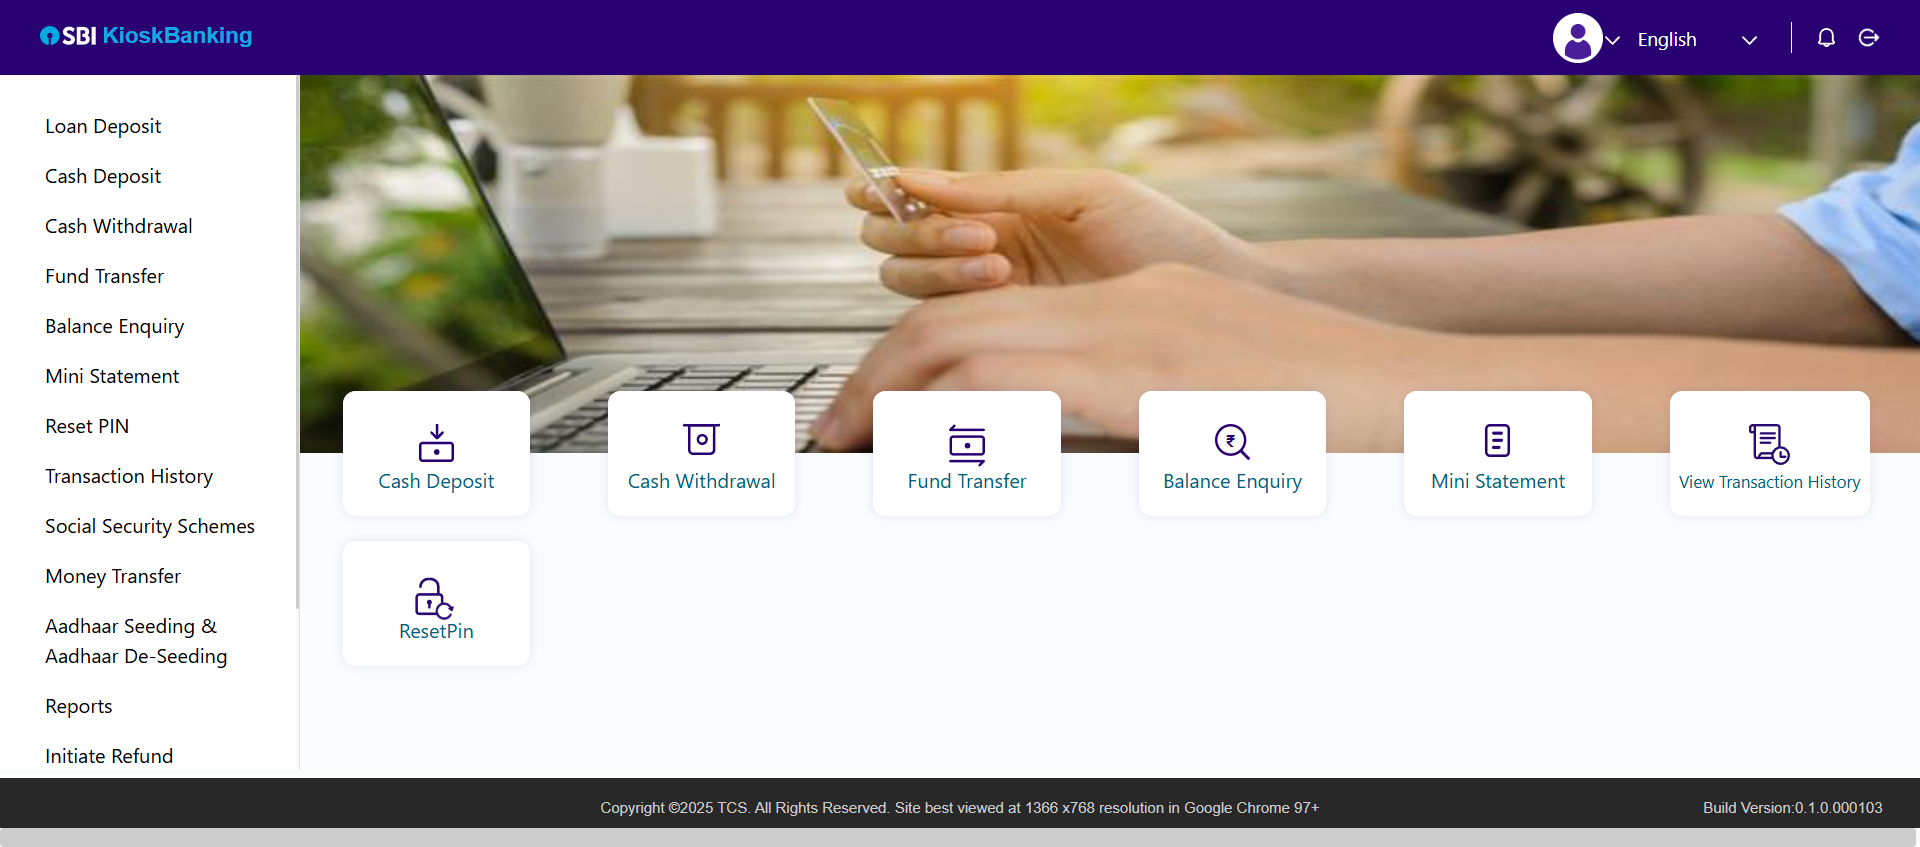 SBI KioskBanking
English
Loan Deposit
Cash Deposit
Cash Withdrawal
Fund Transfer
Balance Enquiry
Mini Statement
Reset PIN
Transaction History
Social Security Schemes
Money Transfer
Aadhaar Seeding &
Aadhaar De-Seeding
Reports
Initiate Refund
Cash Deposit
Cash Withdrawal
Fund Transfer
₹
Balance Enquiry
Mini Statement
View Transaction History
ResetPin
Copyright ©2025 TCS. All Rights Reserved. Site best viewed at 1366 x768 resolution in Google Chrome 97+
Build Version:0.1.0.000103